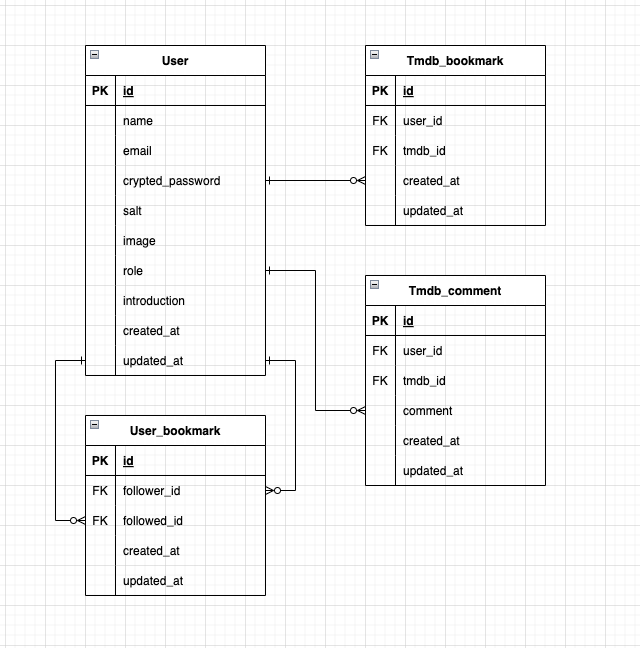 User
PK id
name
email
crypted_password
salt
image
role
introduction
created_at
updated_at
Tmdb_bookmark
PK id
FK user_id
FK tmdb_id
created_at
updated_at
Tmdb_comment
PK id
FK user_id
FK tmdb_id
comment
created_at
updated_at
User_bookmark
PK id
FK follower_id
FK followed_id
created_at
updated_at